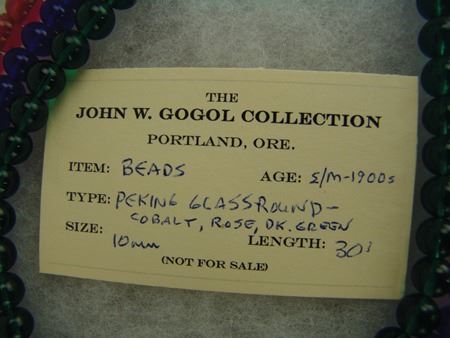 THE
JOHN W. GOGOL COLLECTION
PORTLAND, ORE.
ITEM: BEADS AGE: E/M-1900s
TYPE: PEKING GLASS ROUND-
COBALT, ROSE, DK. GREEN
SIZE: 10mm LENGTH: 30"
(NOT FOR SALE)